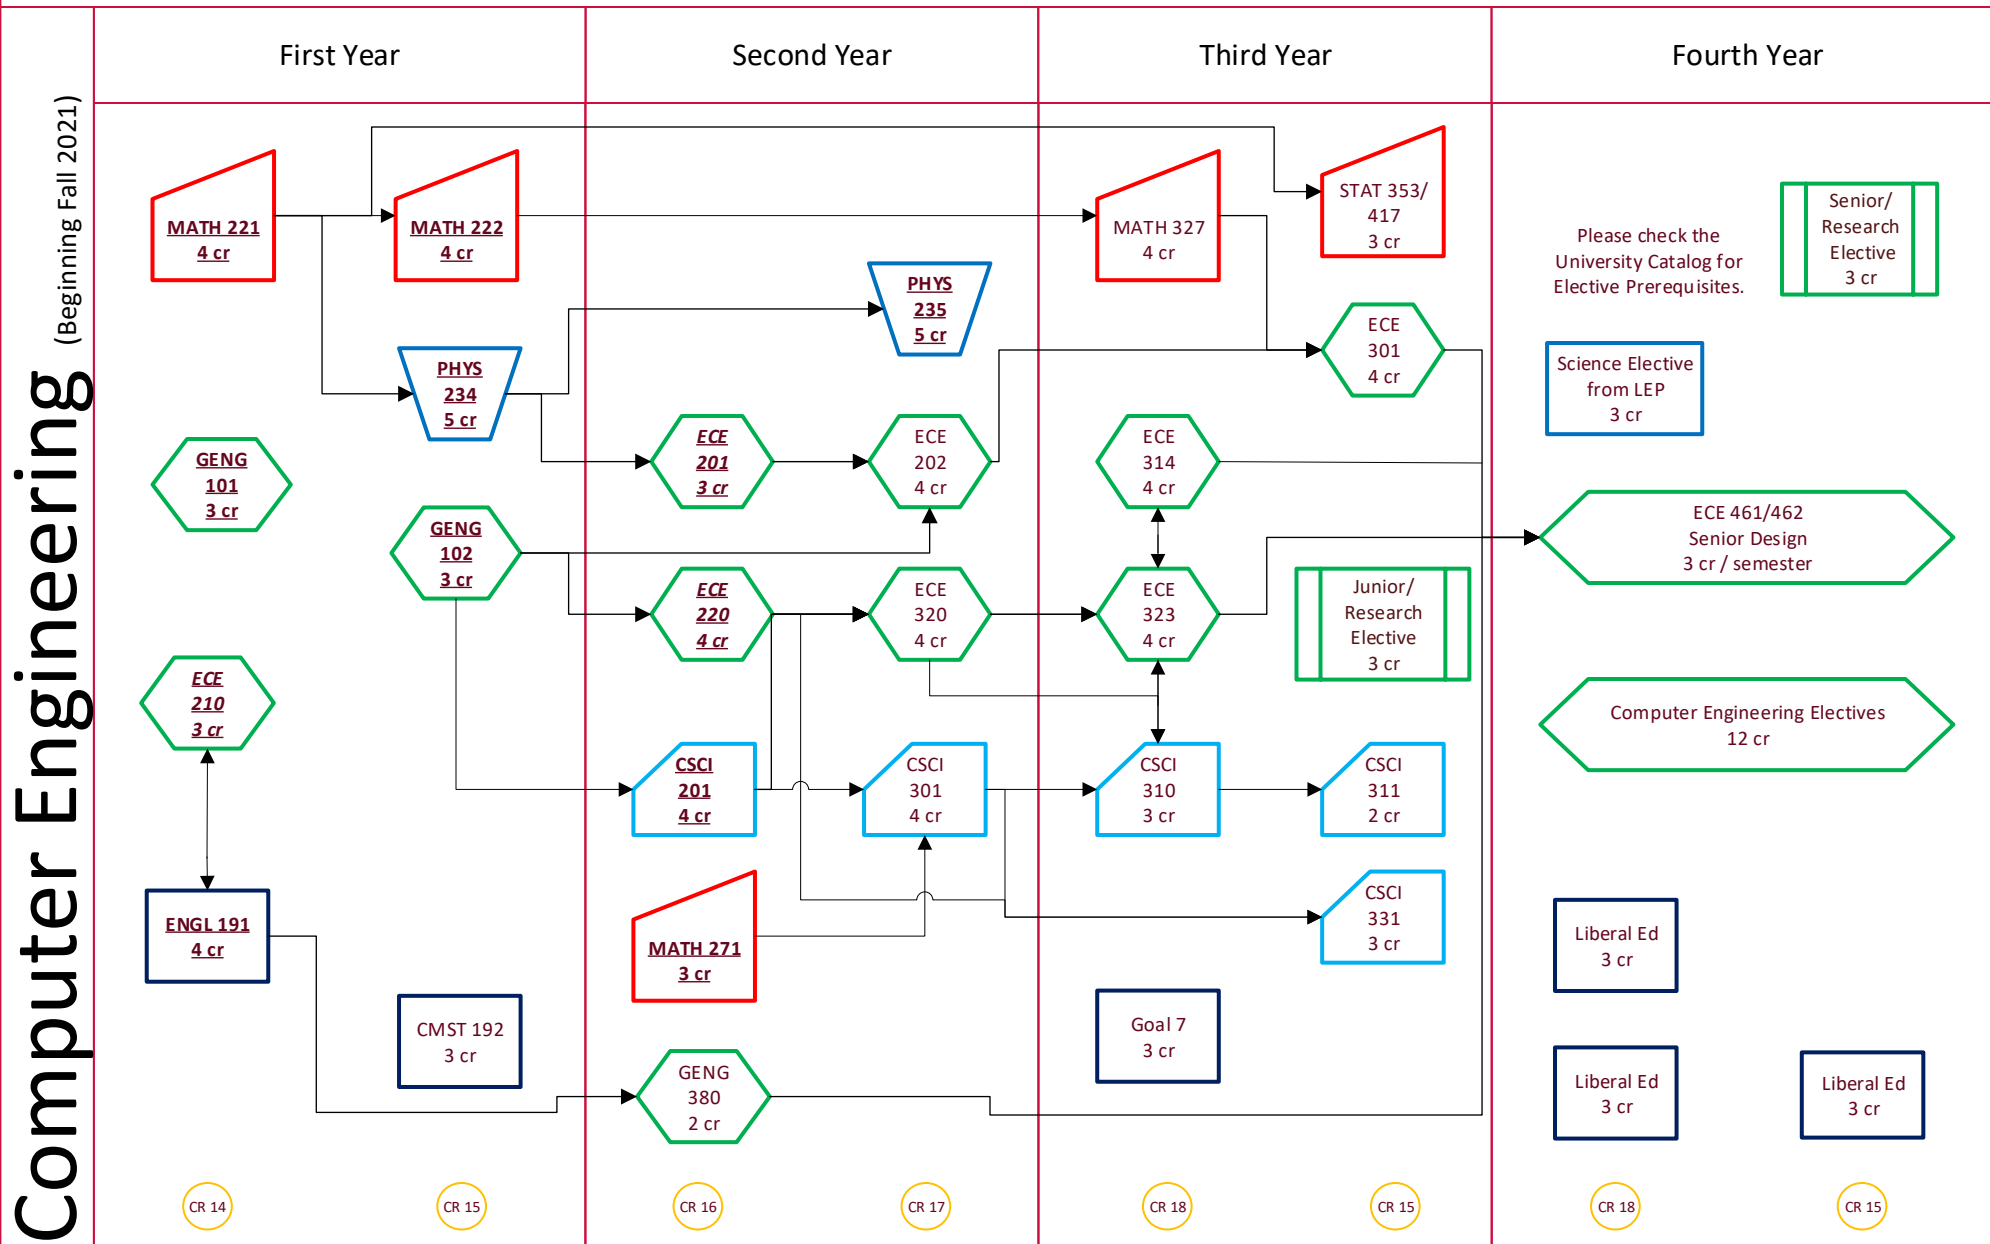 Computer Engineering
(Beginning Fall 2021)
First Year
Second Year
Third Year
Fourth Year
MATH 221
4 cr
GENG
101
3 cr
ECE
210
3 cr
ENGL 191
4 cr
CR 14
MATH 222
4 cr
PHYS
234
5 cr
GENG
102
3 cr
CMST 192
3 cr
CR 15
ECE
201
3 cr
ECE
220
4 cr
CSCI
201
4 cr
MATH 271
3 cr
GENG
380
2 cr
CR 16
PHYS
235
5 cr
ECE
202
4 cr
ECE
320
4 cr
CSCI
301
4 cr
CR 17
MATH 327
4 cr
ECE
314
4 cr
ECE
323
4 cr
CSCI
310
3 cr
Goal 7
3 cr
CR 18
STAT 353/
417
3 cr
ECE
301
4 cr
Junior/
Research
Elective
3 cr
CSCI
311
2 cr
CSCI
331
3 cr
CR 15
Please check the
University Catalog for
Elective Prerequisites.
Senior/
Research
Elective
3 cr
Science Elective
from LEP
3 cr
ECE 461/462
Senior Design
3 cr / semester
Computer Engineering Electives
12 cr
Liberal Ed
3 cr
Liberal Ed
3 cr
Liberal Ed
3 cr
CR 18
CR 15